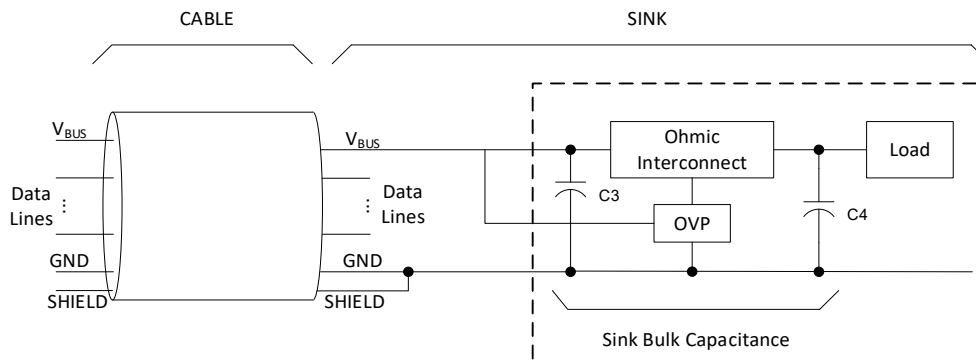 CABLE
SINK
VBUS
VBUS
Ohmic
Interconnect
Load
Data
Lines
...
Data
Lines
...
C3
C4
OVP
GND
GND
SHIELD
SHIELD
Sink Bulk Capacitance